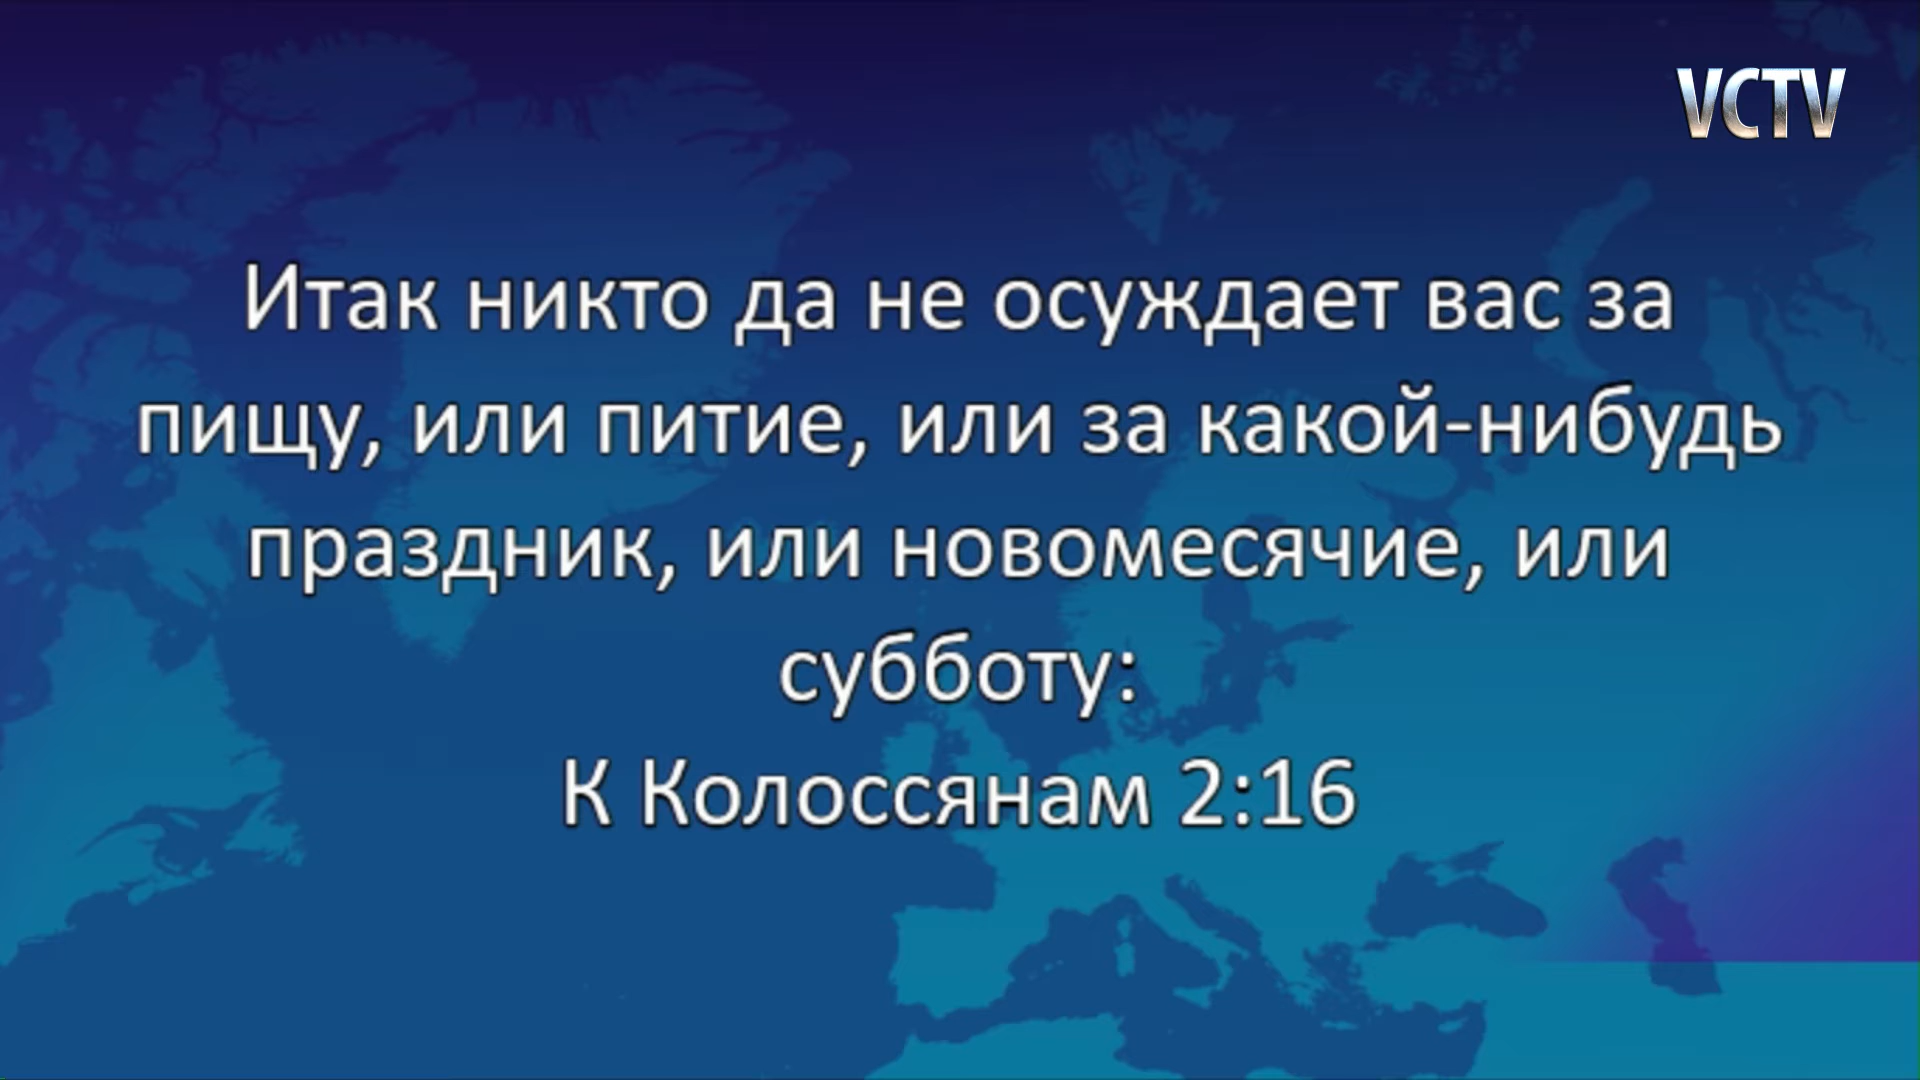 VCTV
Итак никто да не осуждает вас за
пищу, или питие, или за какой-нибудь
праздник, или новомесячие, или
субботу:
К Колоссянам 2:16